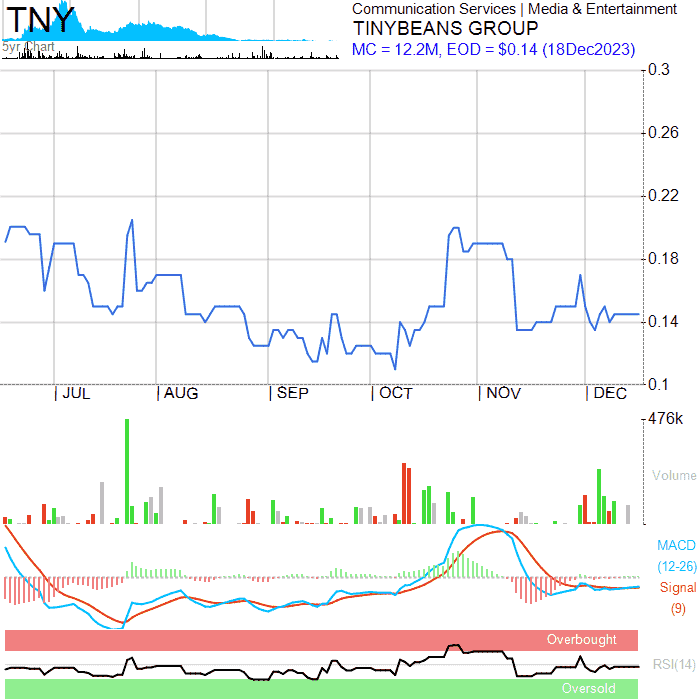 TNY
5yr Chart
Communication Services | Media & Entertainment
TINYBEANS GROUP
MC = 12.2M, EOD = $0.14 (18Dec2023)
0.3
0.26
0.22
0.18
0.14
0.1
| JUL | AUG | SEP | OCT | NOV | DEC
476k
Volume
MACD
(12-26)
Signal
(9)
Overbought
RSI(14)
Oversold